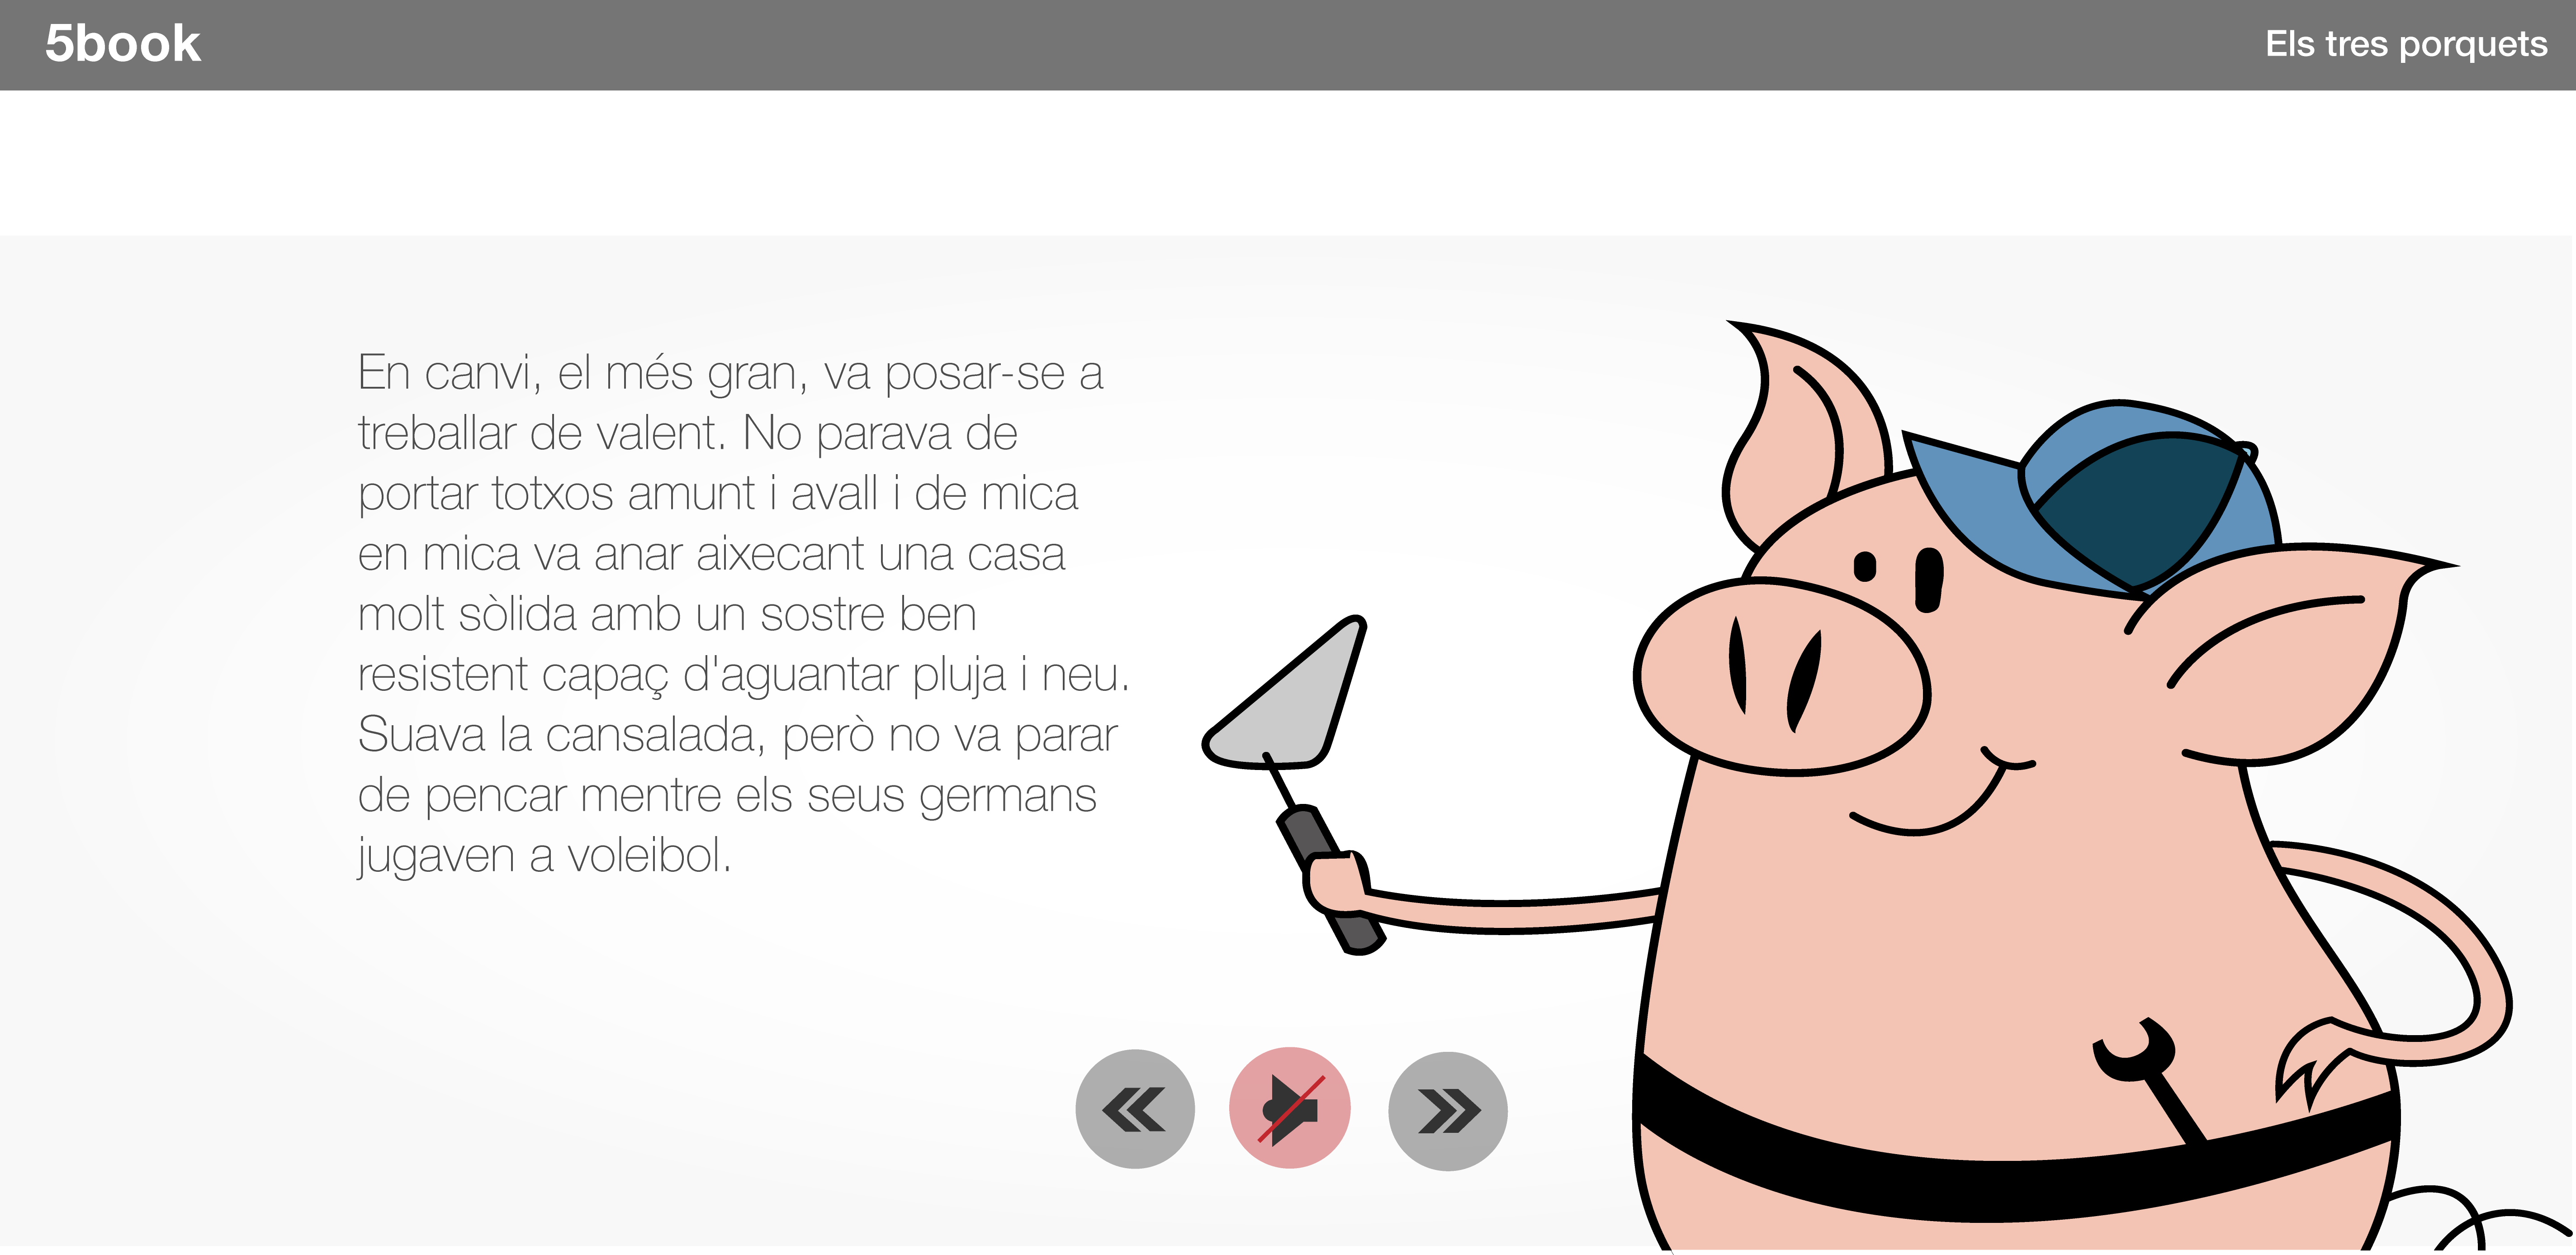 5book
Els tres porquets
En canvi, el més gran, va posar-se a
treballar de valent. No parava de
portar totxos amunt i avall i de mica
en mica va anar aixecant una casa
molt sòlida amb un sostre ben
resistent capaç d'aguantar pluja i neu.
Suava la cansalada, però no va parar
de pencar mentre els seus germans
jugaven a voleibol.